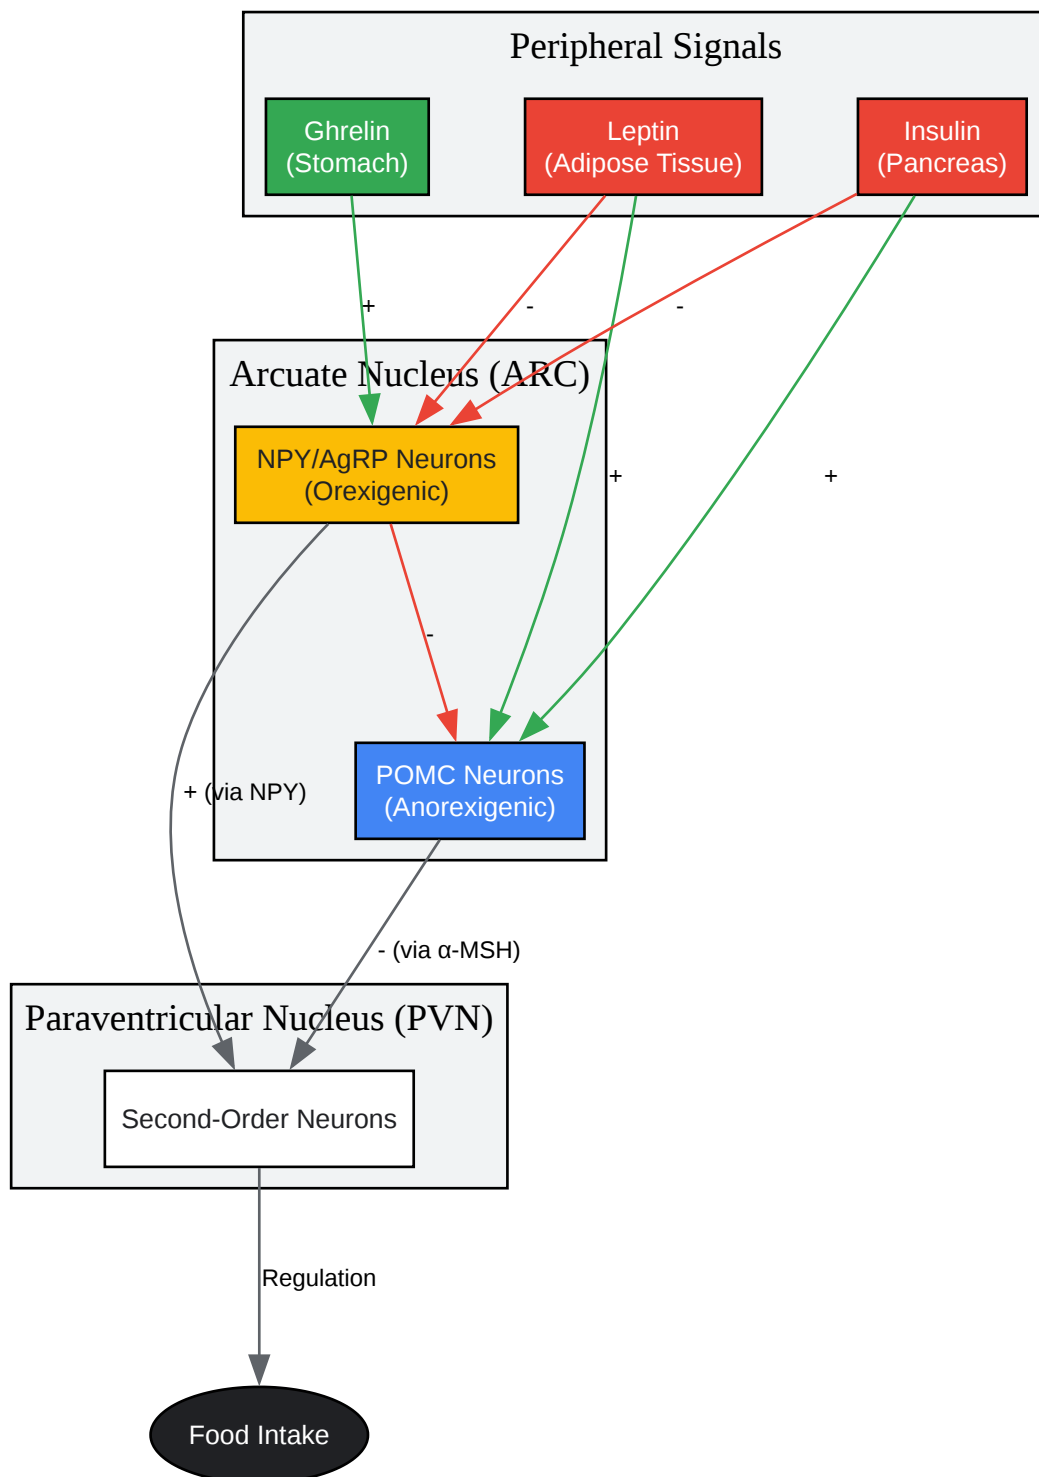 Peripheral Signals
Ghrelin
(Stomach)
Leptin
(Adipose Tissue)
Insulin
(Pancreas)
+
-
-
Arcuate Nucleus (ARC)
NPY/AgRP Neurons
(Orexigenic)
+
+
-
POMC Neurons
(Anorexigenic)
+ (via NPY)
- (via α-MSH)
Paraventricular Nucleus (PVN)
Second-Order Neurons
Regulation
Food Intake